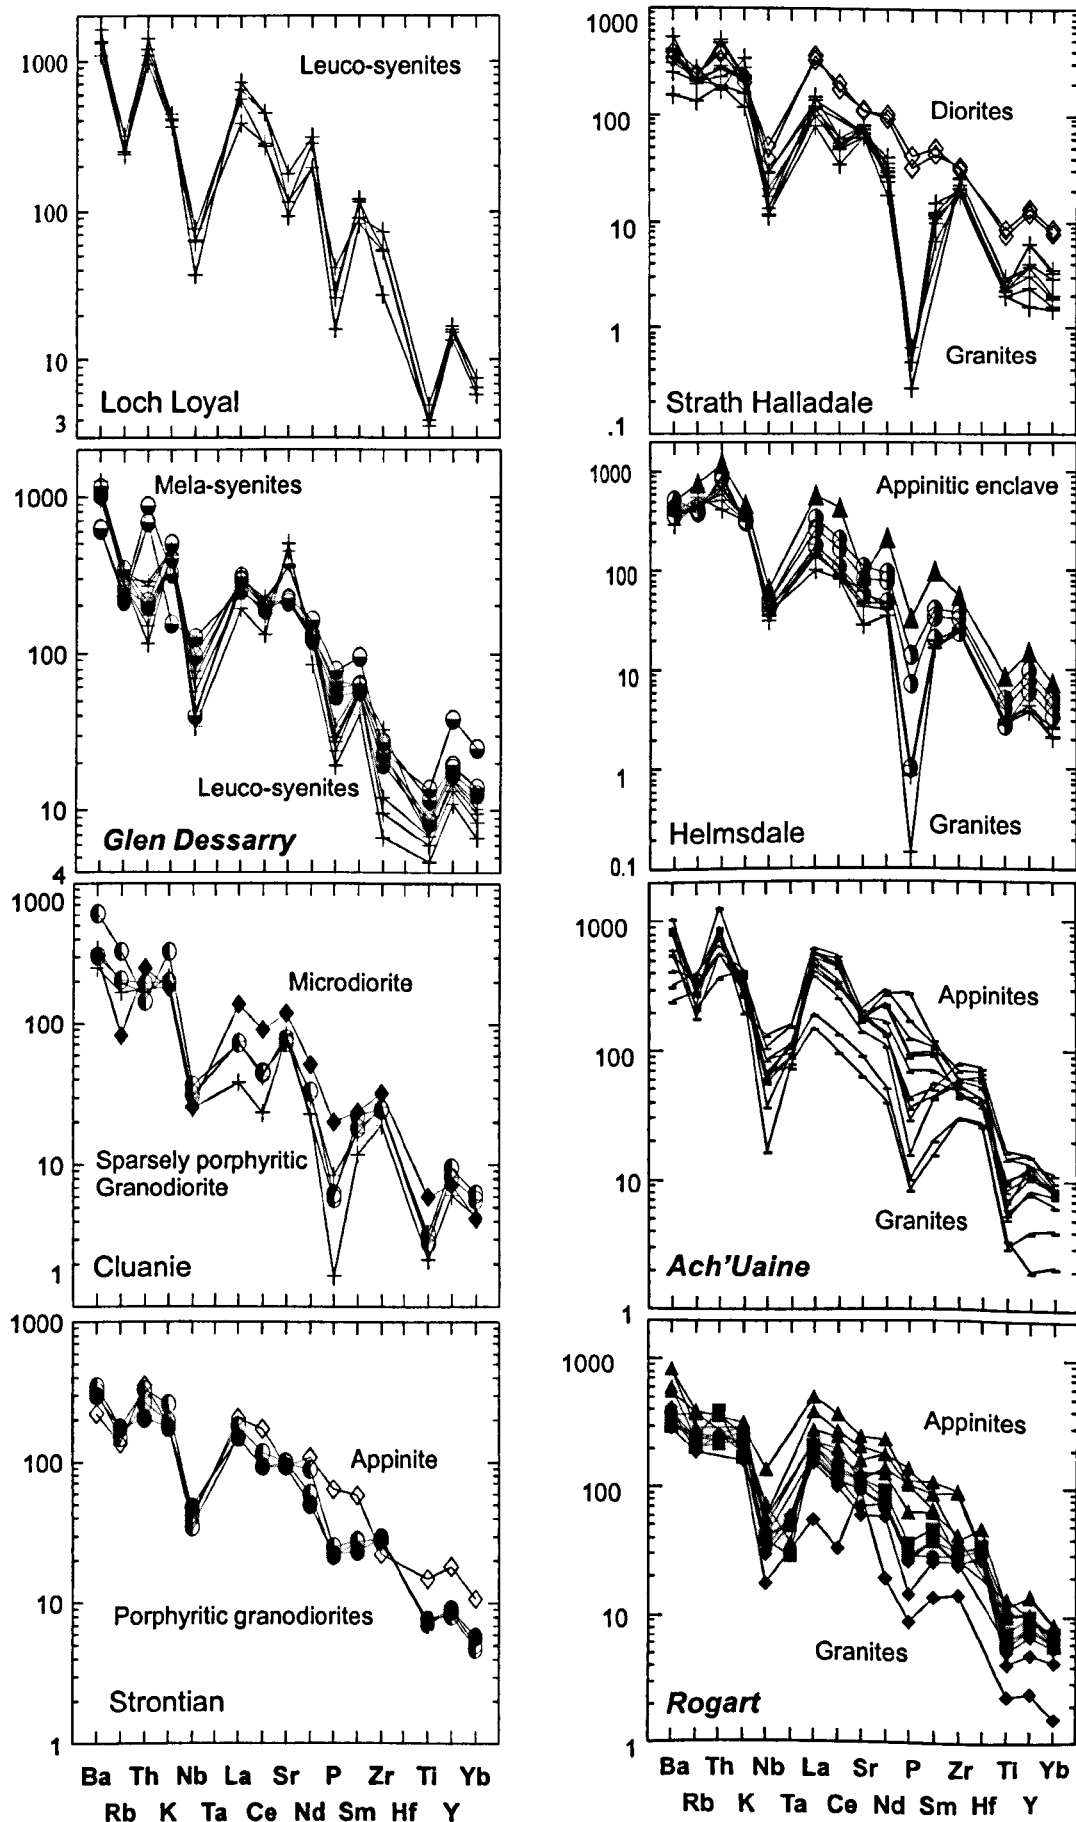 1000
100
10
3
Leuco-syenites
Loch Loyal
1000
100
10
1
.1
Diorites
Granites
Strath Halladale
1000
100
10
4
Mela-syenites
Leuco-syenites
Glen Dessarry
1000
100
10
1
0.1
Appinitic enclave
Granites
Helmsdale
1000
100
10
1
Microdiorite
Sparsely porphyritic
Granodiorite
Cluanie
1000
100
10
1
Appinites
Granites
Ach'Uaine
1000
100
10
1
Appinite
Porphyritic granodiorites
Strontian
1000
100
10
1
Appinites
Granites
Rogart
Ba Th Nb La Sr P Zr Ti Yb
Rb K Ta Ce Nd Sm Hf Y
Ba Th Nb La Sr P Zr Ti Yb
Rb K Ta Ce Nd Sm Hf Y